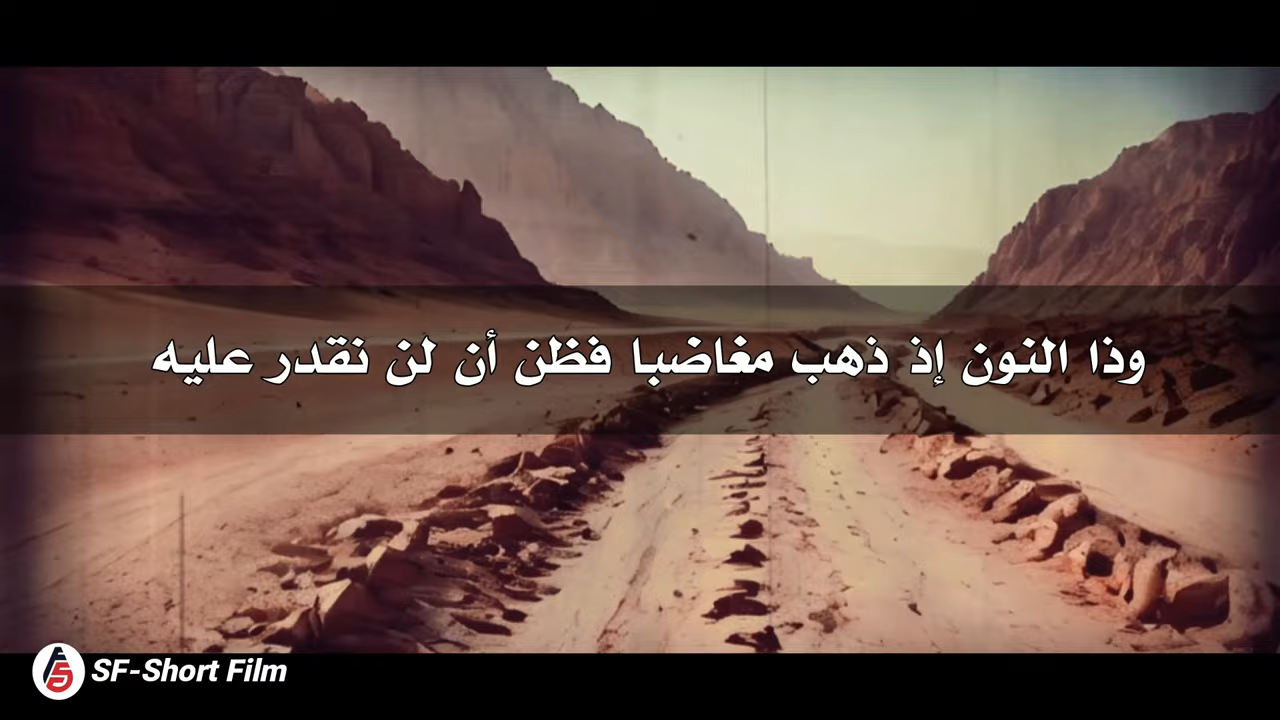 وذا النون إذ ذهب مغاضبا فظن أن لن نقدر عليه
SF-Short Film